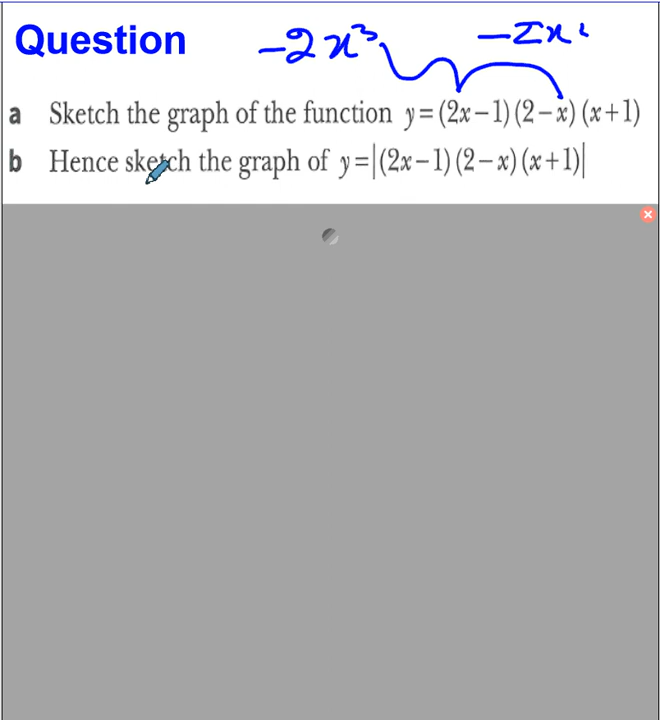 Question -2x³
a Sketch the graph of the function y=(2x−1)(2−x)(x+1)
b Hence sketch the graph of y=|(2x−1)(2−x)(x+1)|